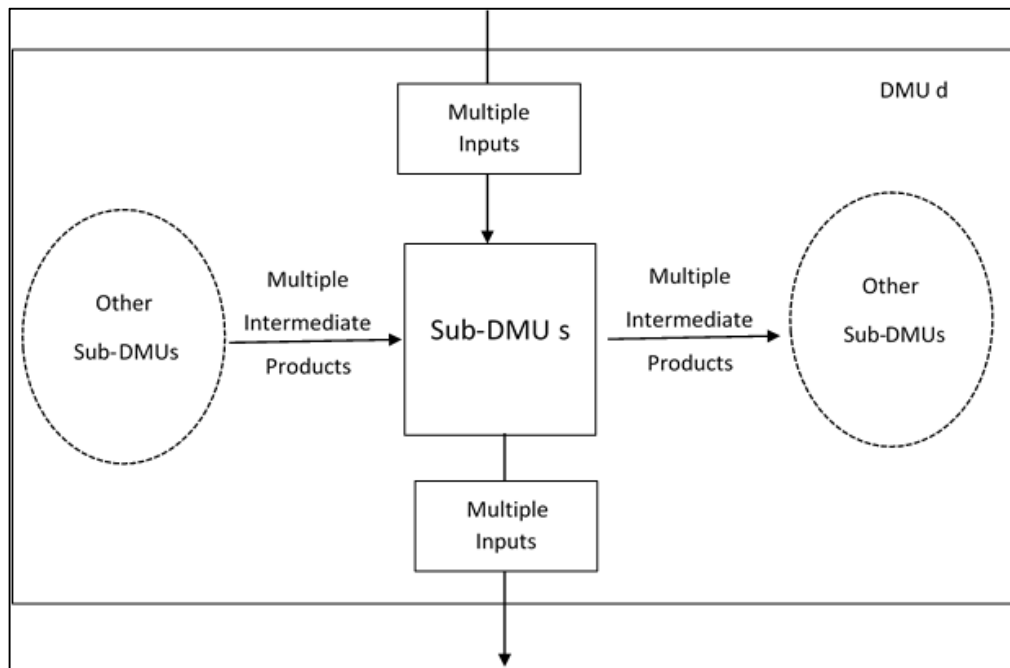 DMU d
Multiple
Inputs
Other
Sub-DMUs
Multiple
Intermediate
Products
Sub-DMU s
Multiple
Intermediate
Products
Other
Sub-DMUs
Multiple
Inputs